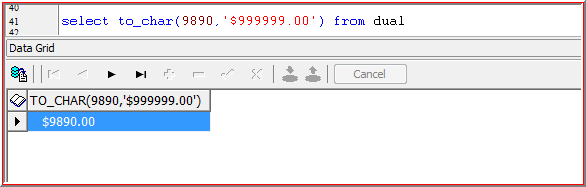 40
41 select to_char(9890,'$999999.00') from dual
42
Data Grid
Cancel
TO_CHAR(9890,'$999999.00')
$9890.00